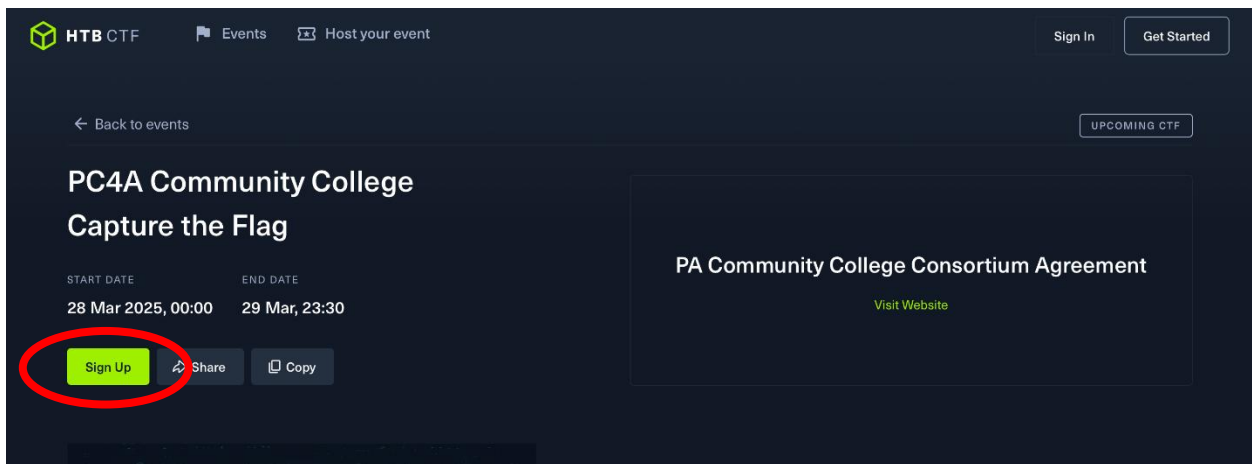 HTB CTF Events Host your event Sign In Get Started
Back to events UPCOMING CTF
PC4A Community College
Capture the Flag
PA Community College Consortium Agreement
Visit Website
START DATE END DATE
28 Mar 2025, 00:00 29 Mar, 23:30
Sign Up Share Copy